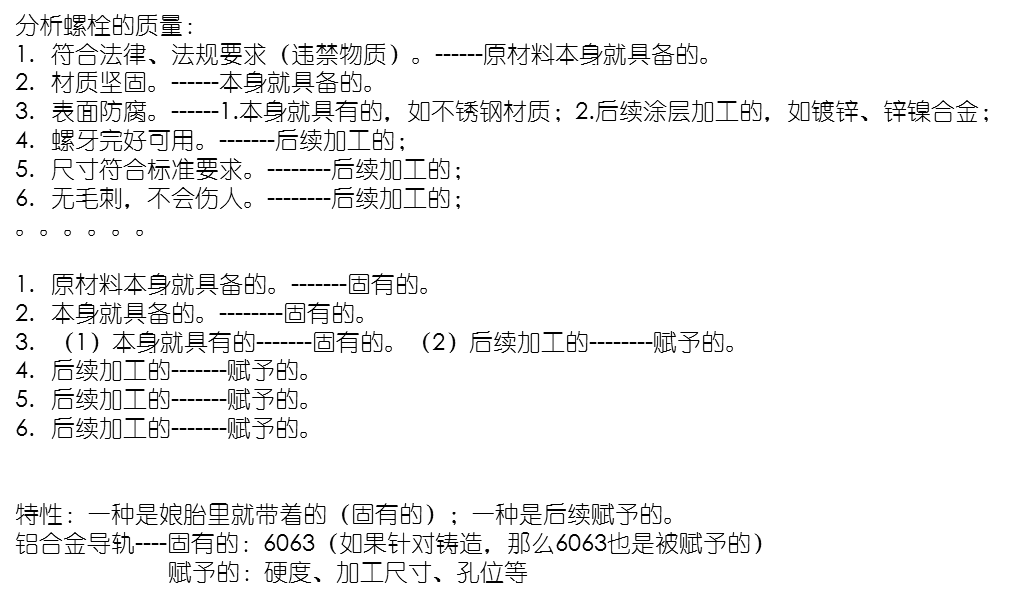 分析螺栓的质量：
1. 符合法律、法规要求（违禁物质）。------原材料本身就具备的。
2. 材质坚固。------本身就具备的。
3. 表面防腐。------1.本身就具有的，如不锈钢材质；2.后续涂层加工的，如镀锌、锌镍合金；
4. 螺牙完好可用。-------后续加工的；
5. 尺寸符合标准要求。--------后续加工的；
6. 无毛刺，不会伤人。--------后续加工的；
。。。。。。
1. 原材料本身就具备的。-------固有的。
2. 本身就具备的。--------固有的。
3. （1）本身就具有的-------固有的。（2）后续加工的--------赋予的。
4. 后续加工的-------赋予的。
5. 后续加工的-------赋予的。
6. 后续加工的-------赋予的。
特性：一种是娘胎里就带着的（固有的）；一种是后续赋予的。
铝合金导轨----固有的：6063（如果针对铸造，那么6063也是被赋予的）
赋予的：硬度、加工尺寸、孔位等